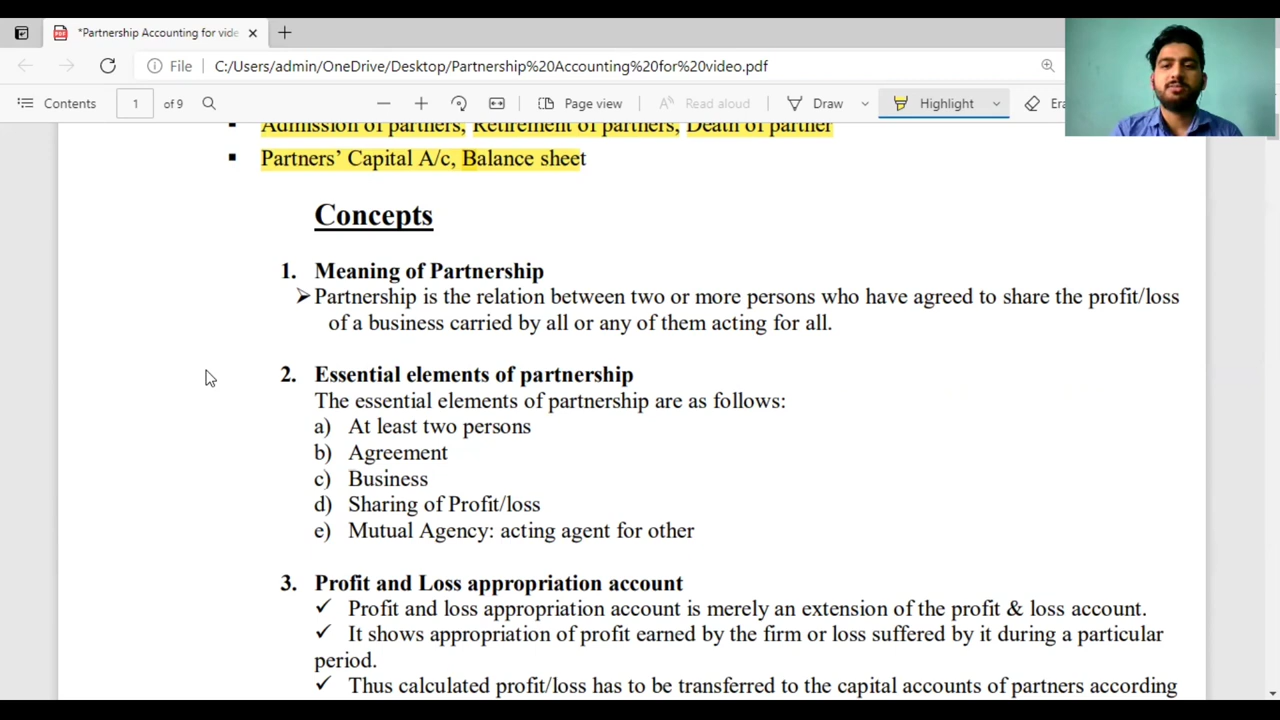 *Partnership Accounting for vide
File
C:/Users/admin/OneDrive/Desktop/Partnership%20Accounting%20for%20video.pdf
Contents 1 of 9 Page view Read aloud Draw Highlight Era
Admission of partners, Retirement of partners, Death of partner
Partners’ Capital A/c, Balance sheet
Concepts
1. Meaning of Partnership
➢Partnership is the relation between two or more persons who have agreed to share the profit/loss
of a business carried by all or any of them acting for all.
2. Essential elements of partnership
The essential elements of partnership are as follows:
a) At least two persons
b) Agreement
c) Business
d) Sharing of Profit/loss
e) Mutual Agency: acting agent for other
3. Profit and Loss appropriation account
✓ Profit and loss appropriation account is merely an extension of the profit & loss account.
✓ It shows appropriation of profit earned by the firm or loss suffered by it during a particular
period.
✓ Thus calculated profit/loss has to be transferred to the capital accounts of partners according